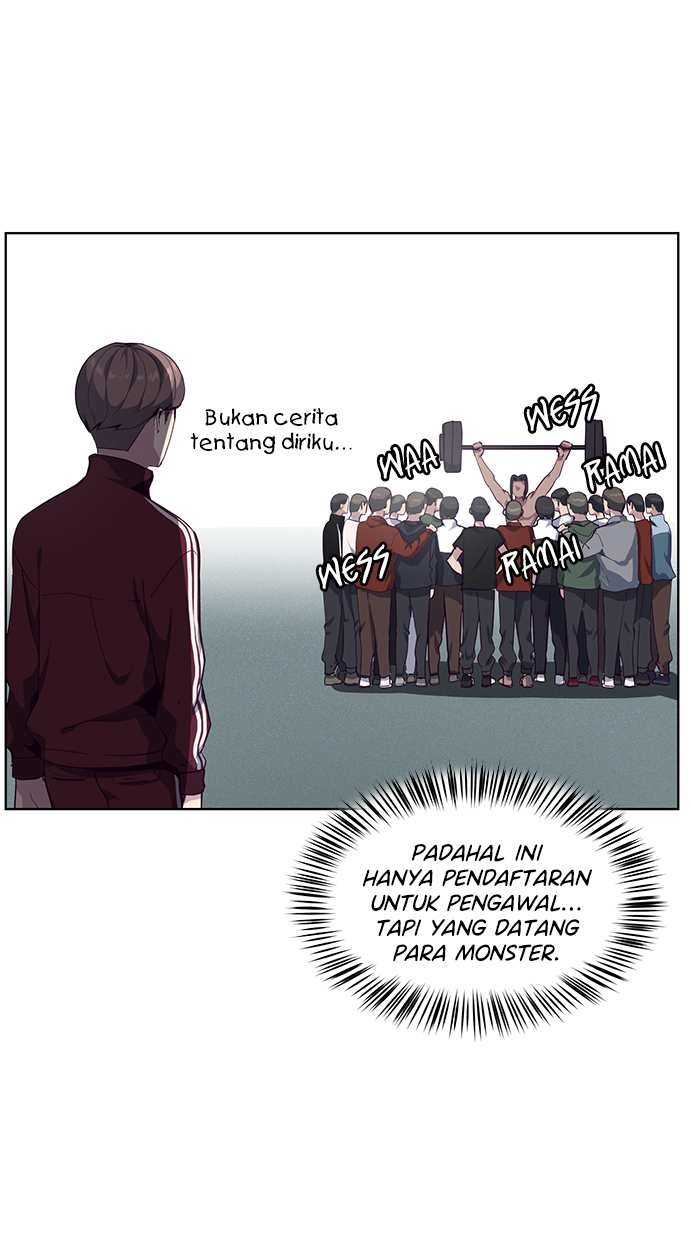 WESS
Bukan cerita
tentang diriku...
WAA
RAMAI
WESS
RAMAI
PADAHAL INI
HANYA PENDAFTARAN
UNTUK PENGAWAL...
TAPI YANG DATANG
PARA MONSTER.